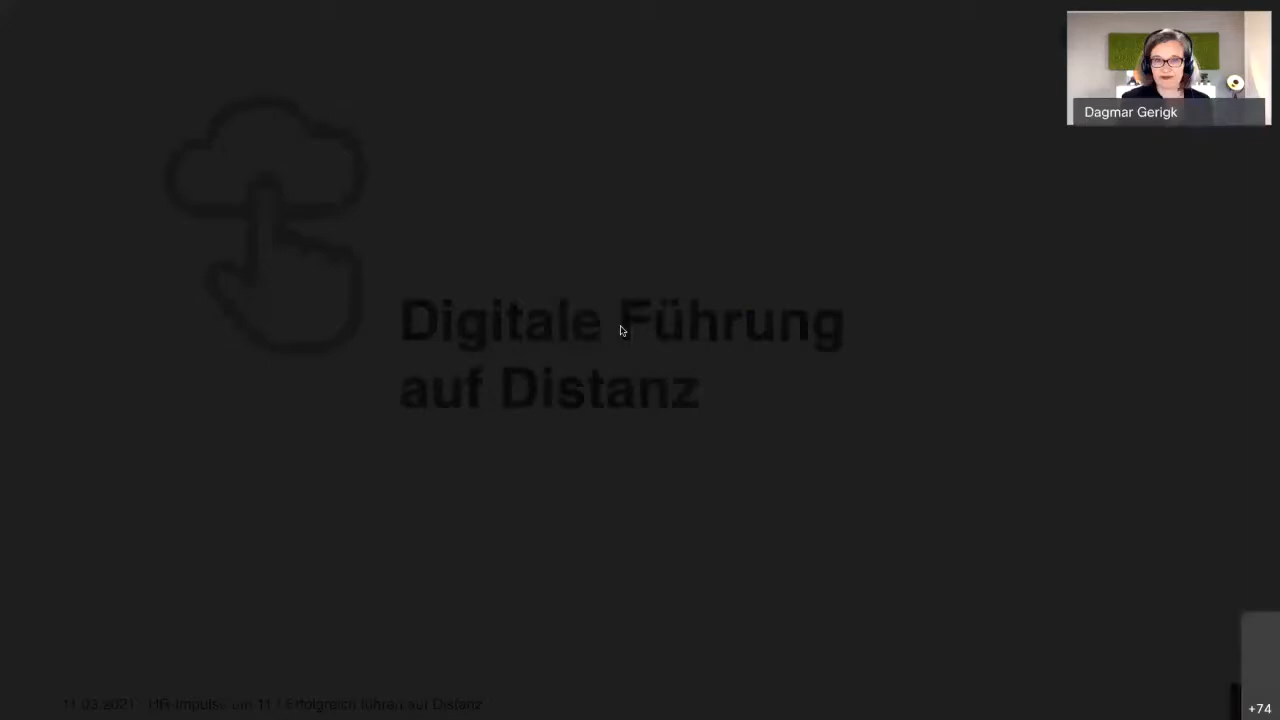 Dagmar Gerigk
Digitale Führung
auf Distanz
11.03.2021 HR-Impulse um 11 Erfolgreich führen auf Distanz
+74